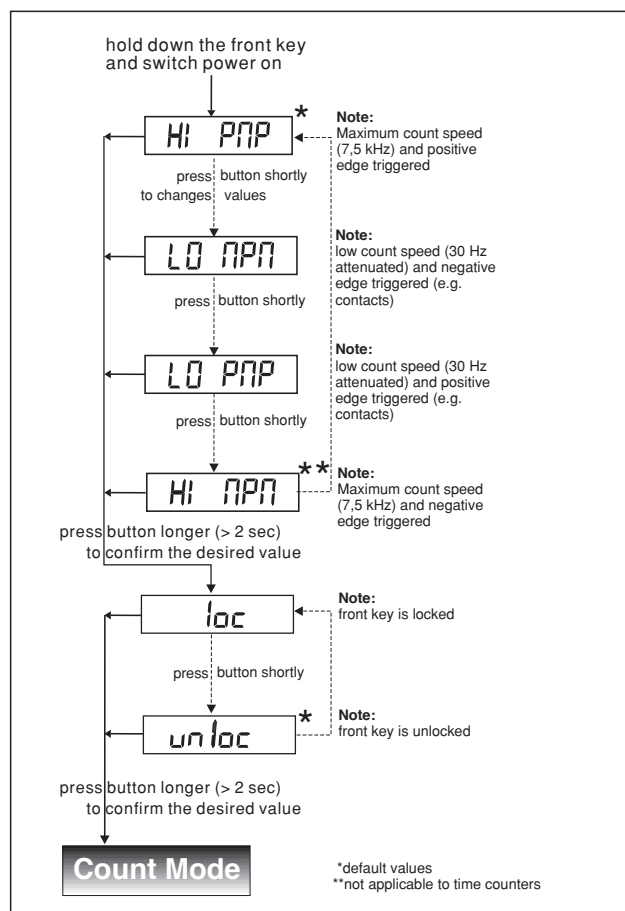 hold down the front key
and switch power on
HI PNP *
Note:
Maximum count speed
(7,5 kHz) and positive
edge triggered
press button shortly
to changes values
LO NPN
Note:
low count speed (30 Hz
attenuated) and negative
edge triggered (e.g.
contacts)
press button shortly
LO PNP
Note:
low count speed (30 Hz
attenuated) and positive
edge triggered (e.g.
contacts)
press button shortly
HI NPN **
Note:
Maximum count speed
(7,5 kHz) and negative
edge triggered
press button longer (> 2 sec)
to confirm the desired value
loc
Note:
front key is locked
press button shortly
unloc *
Note:
front key is unlocked
press button longer (> 2 sec)
to confirm the desired value
Count Mode
*default values
**not applicable to time counters